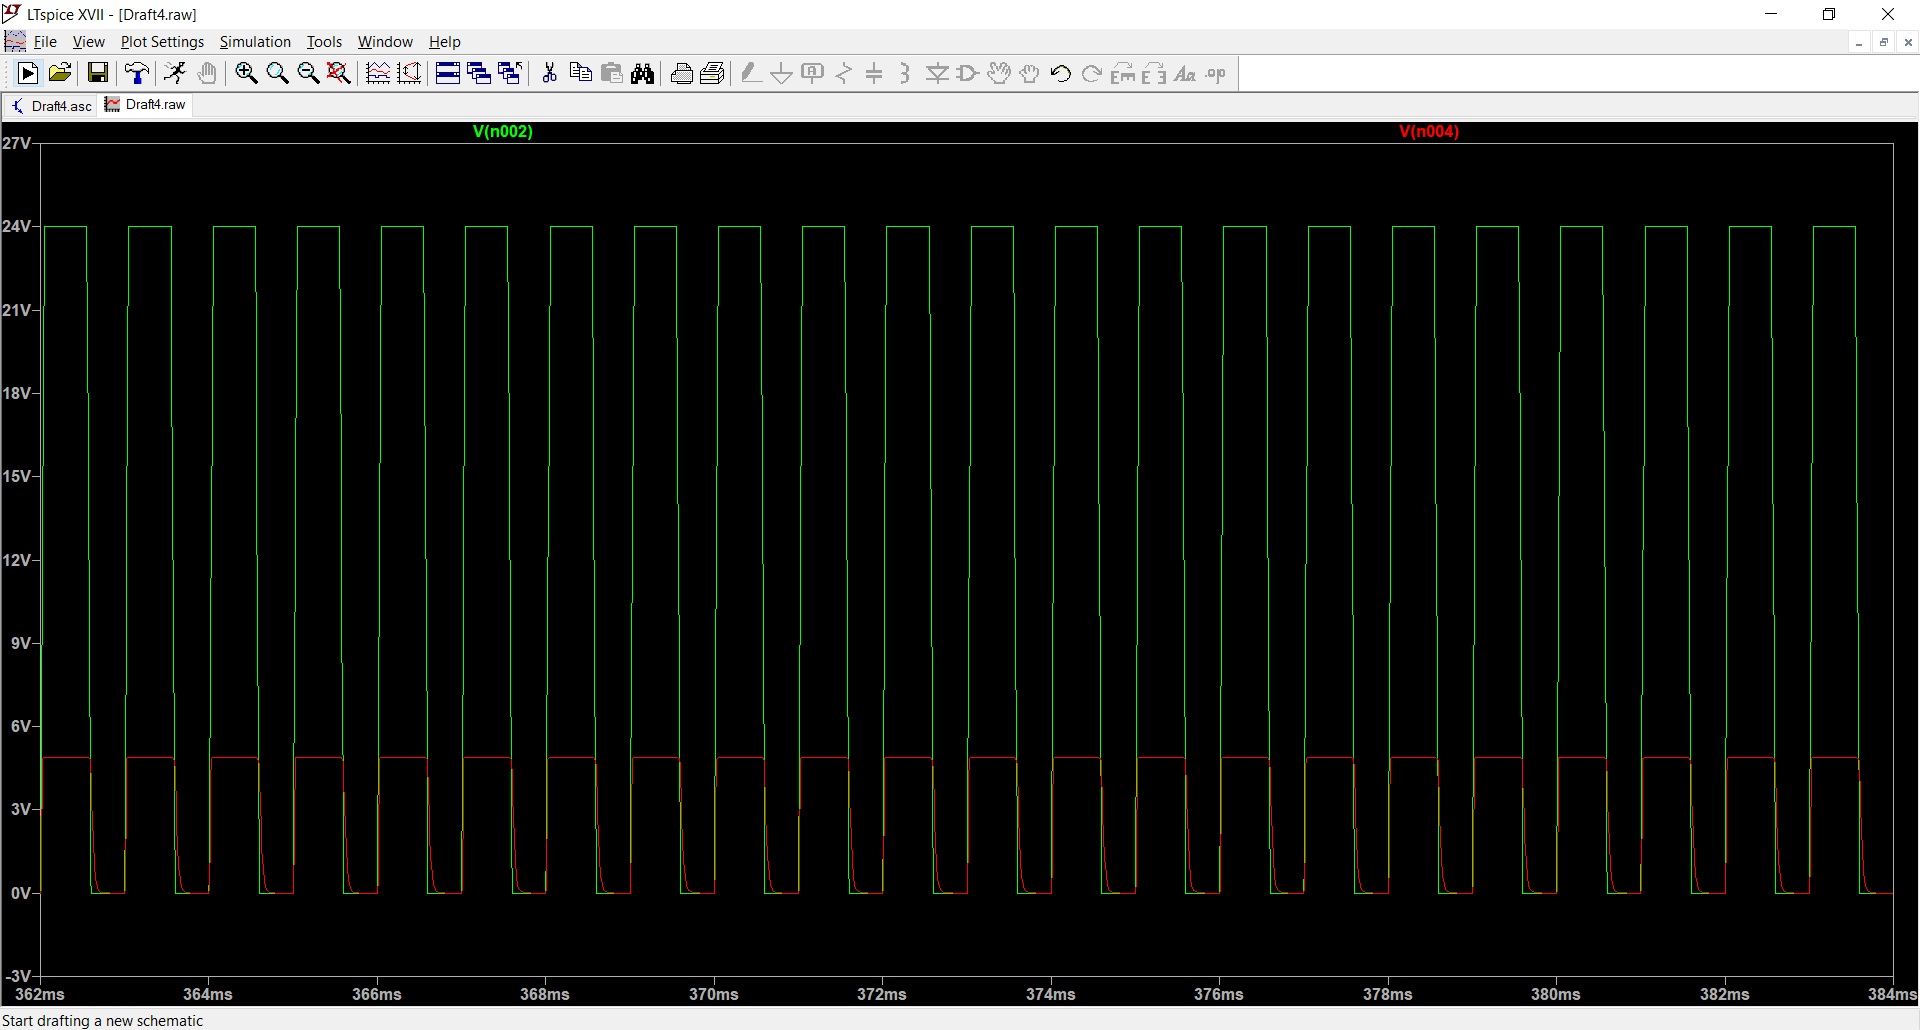 LTspice XVII - [Draft4.raw]
File View Plot Settings Simulation Tools Window Help
Draft4.asc Draft4.raw
V(n002) V(n004)
27V
24V
21V
18V
15V
12V
9V
6V
3V
0V
-3V
362ms 364ms 366ms 368ms 370ms 372ms 374ms 376ms 378ms 380ms 382ms 384ms
Start drafting a new schematic